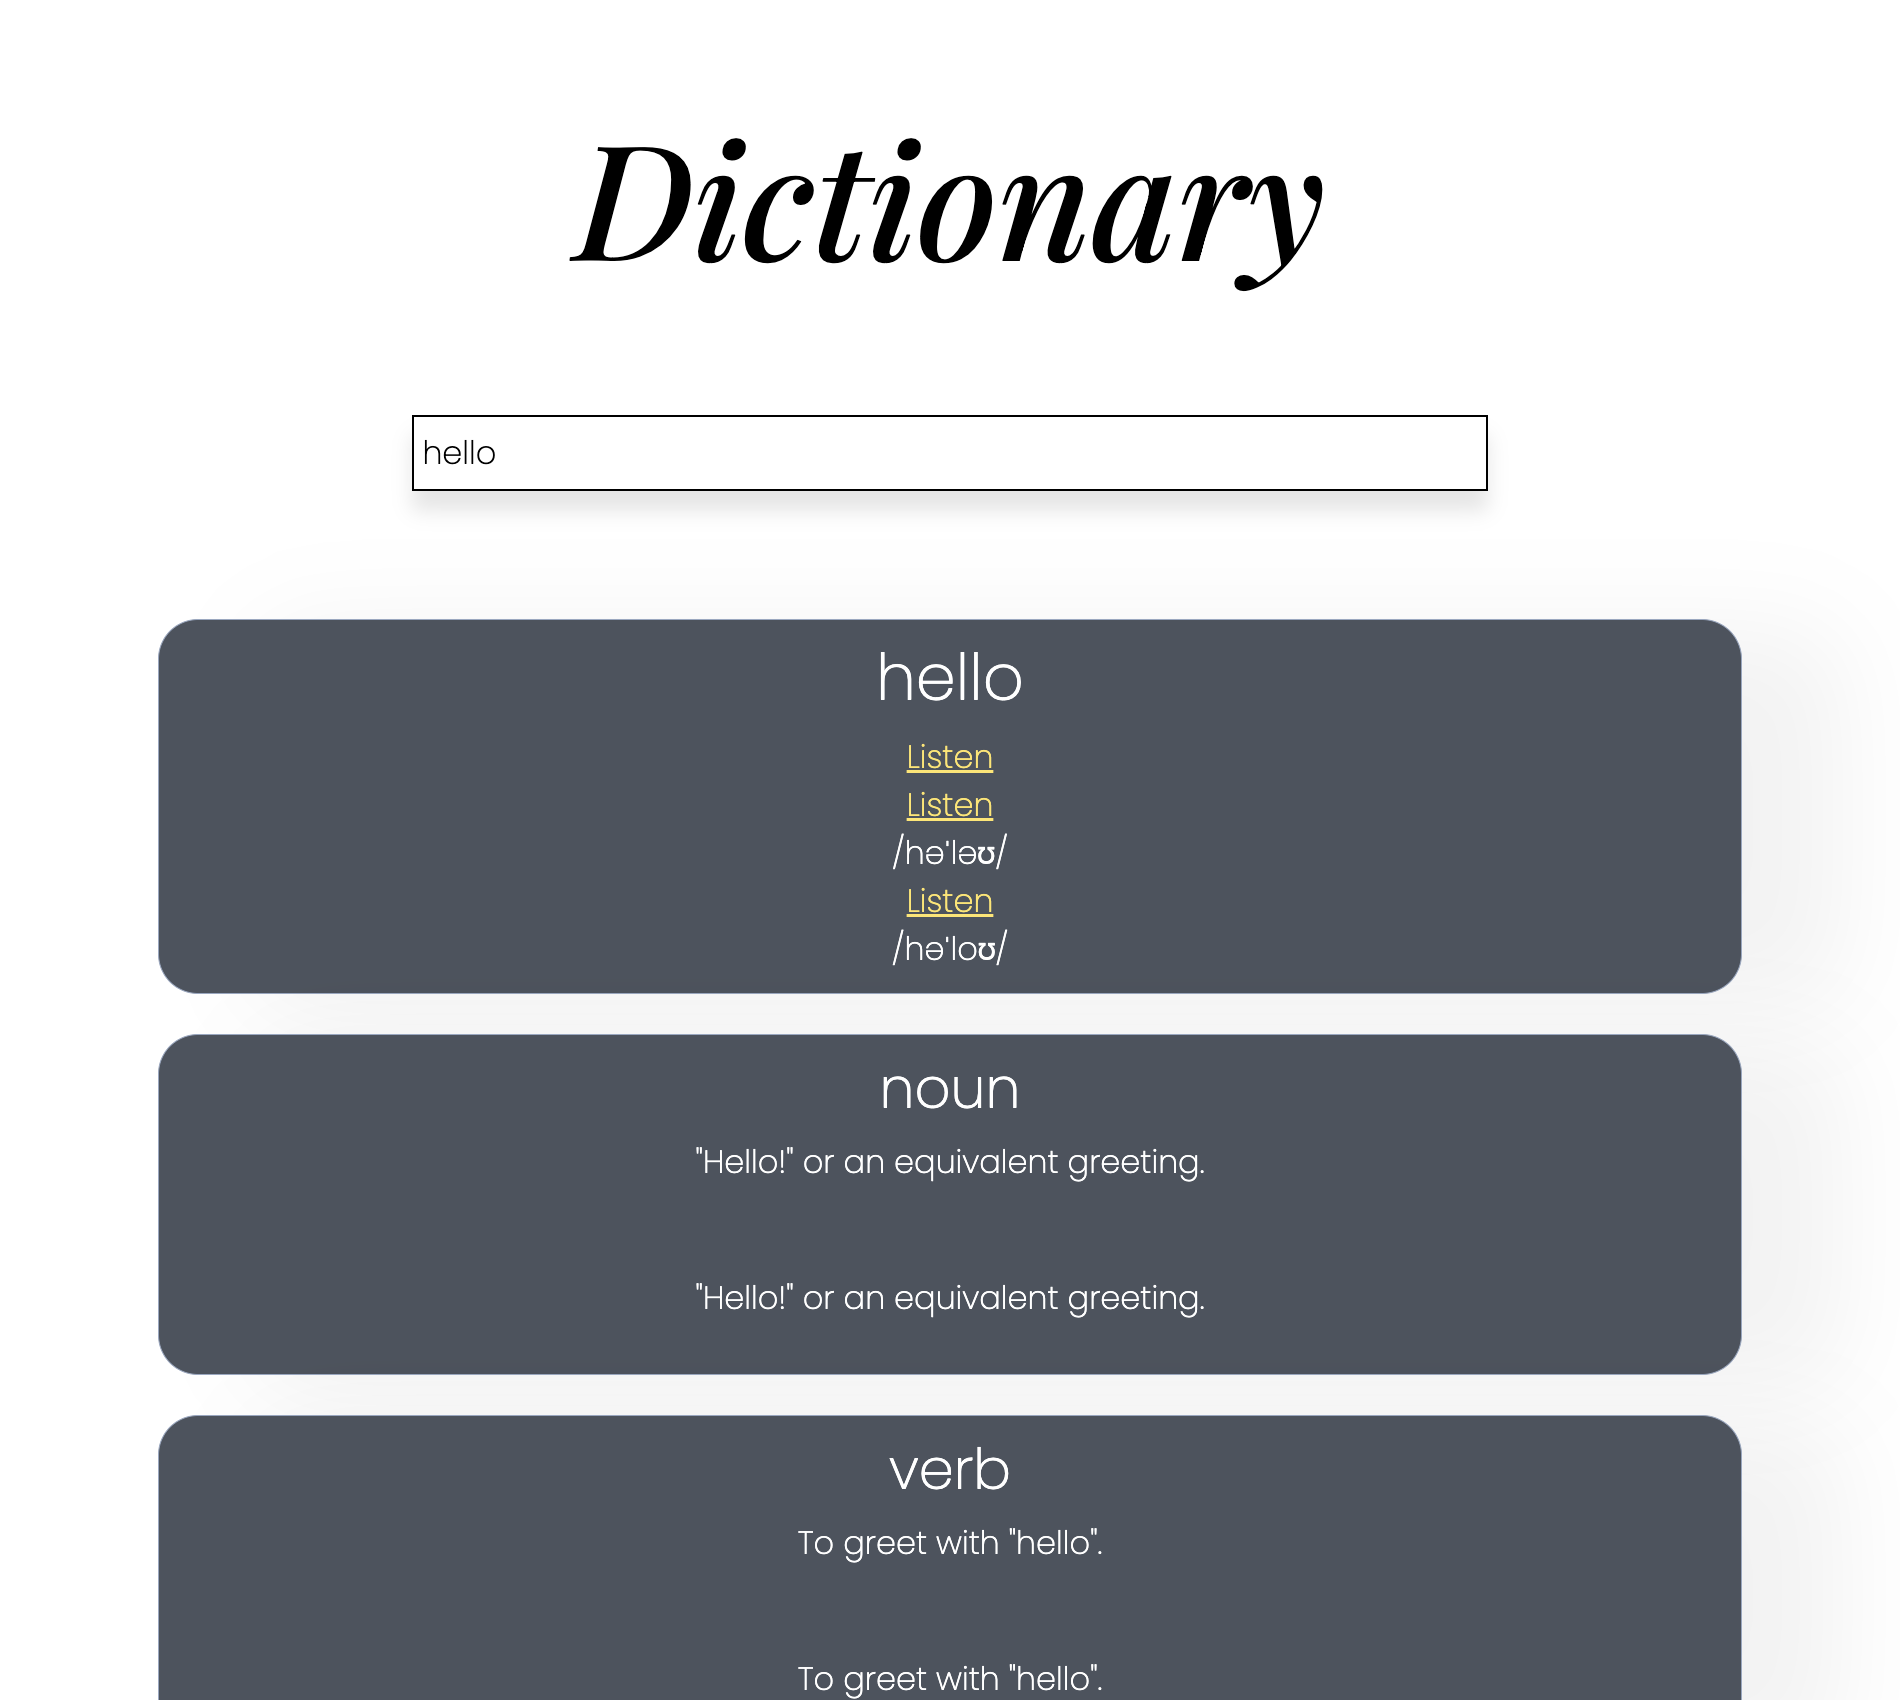 Dictionary
hello
hello
Listen
Listen
/həˈləʊ/
Listen
/həˈloʊ/
noun
"Hello!" or an equivalent greeting.
"Hello!" or an equivalent greeting.
verb
To greet with "hello".
To greet with "hello".